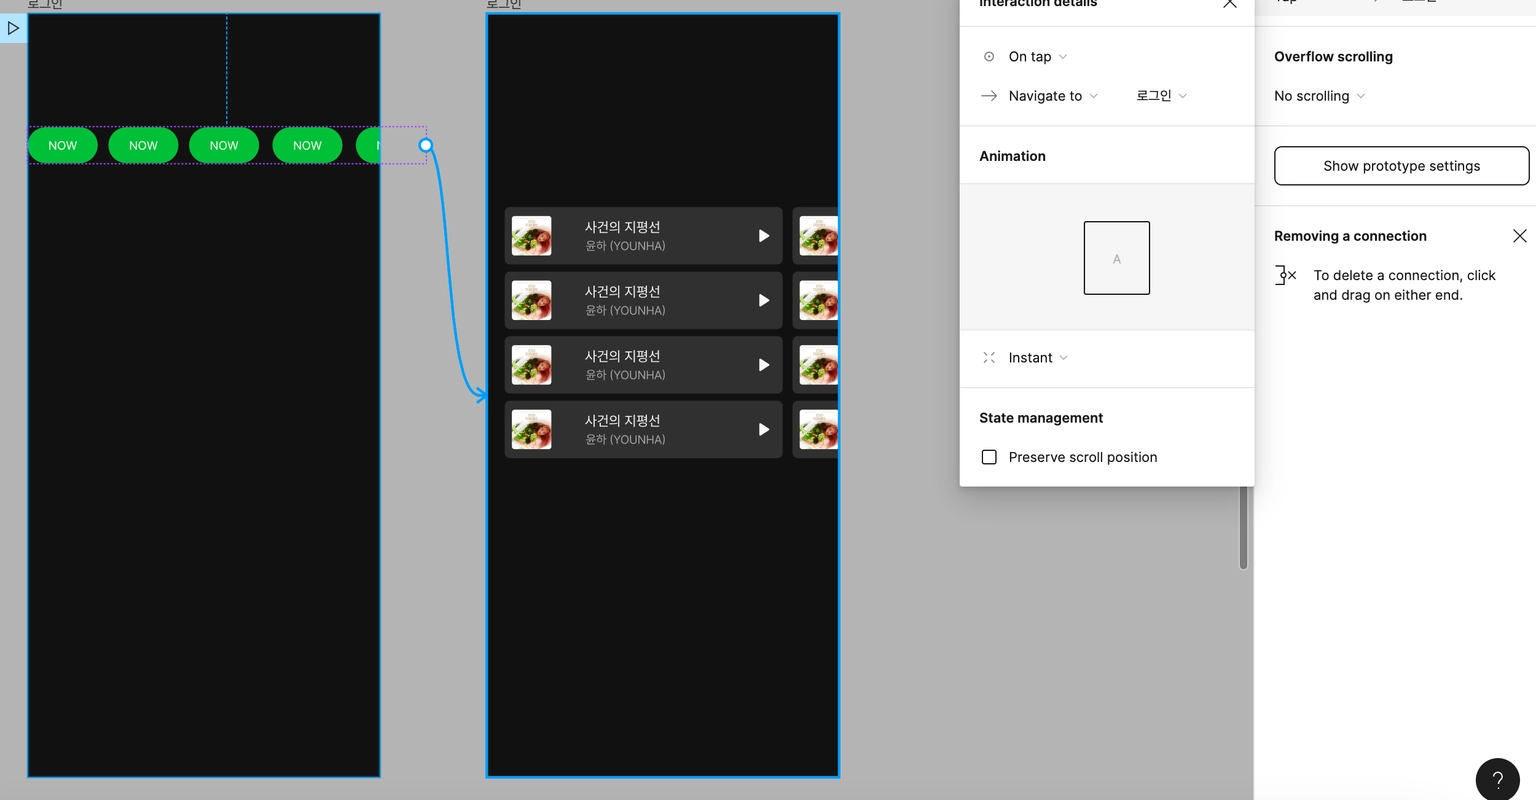 로그인
NOW
NOW
NOW
NOW
로그인
사건의 지평선
윤하 (YOUNHA)
사건의 지평선
윤하 (YOUNHA)
사건의 지평선
윤하 (YOUNHA)
사건의 지평선
윤하 (YOUNHA)
Interaction details
On tap
Navigate to
로그인
Animation
A
Instant
State management
Preserve scroll position
Tap
로그인
Overflow scrolling
No scrolling
Show prototype settings
Removing a connection
To delete a connection, click
and drag on either end.
?